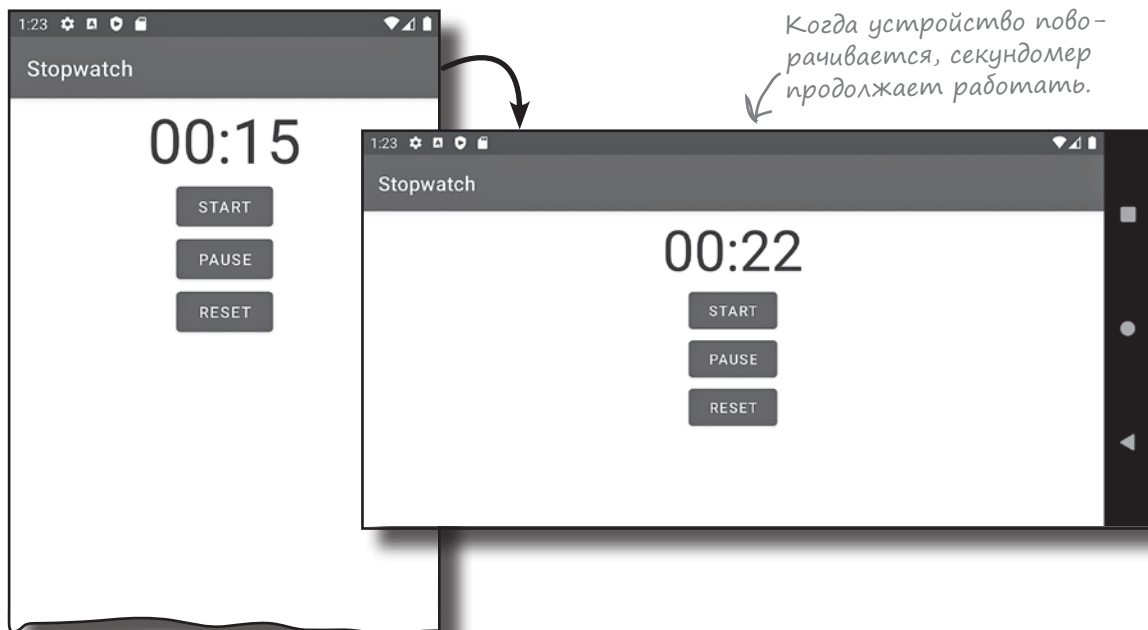 1:23
Stopwatch
00:15
START
PAUSE
RESET
Когда устройство пово-
рачивается, секундомер
продолжает работать.
1:23
Stopwatch
00:22
START
PAUSE
RESET